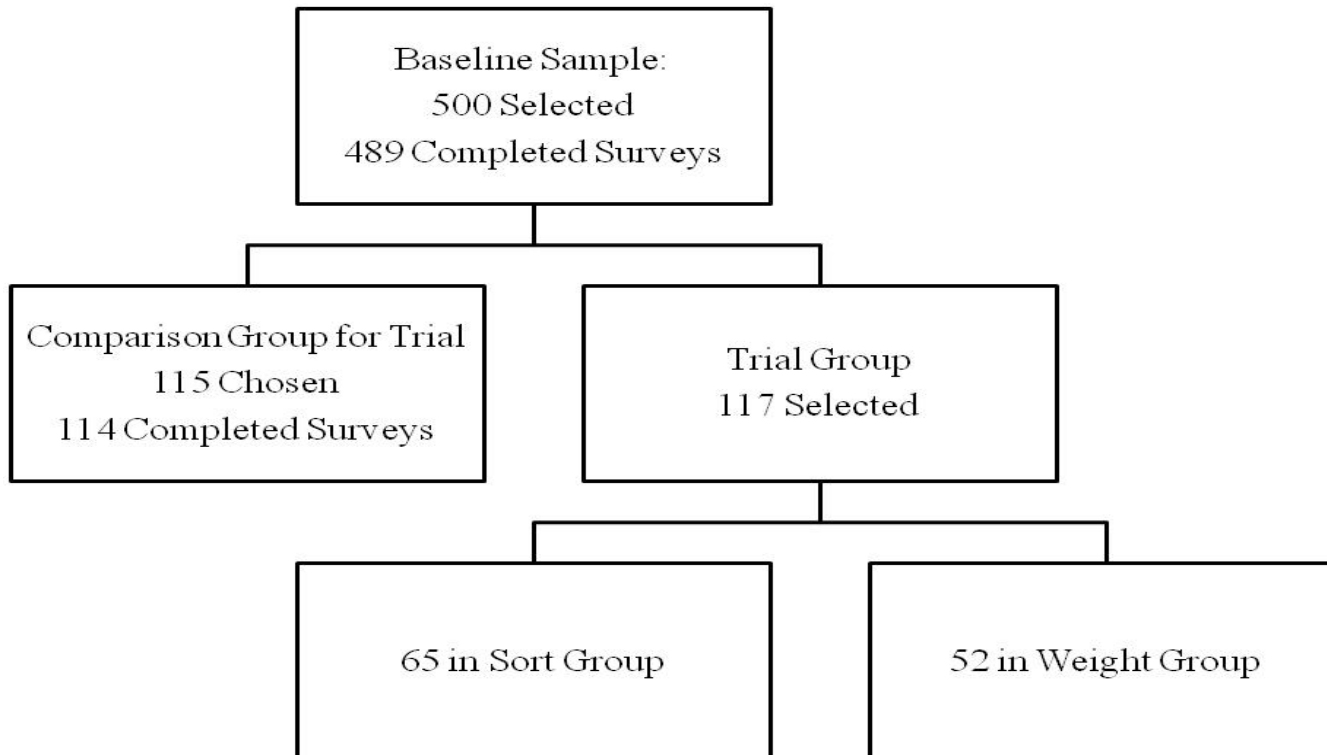 Baseline Sample:
500 Selected
489 Completed Surveys
Comparison Group for Trial
115 Chosen
114 Completed Surveys
Trial Group
117 Selected
65 in Sort Group
52 in Weight Group